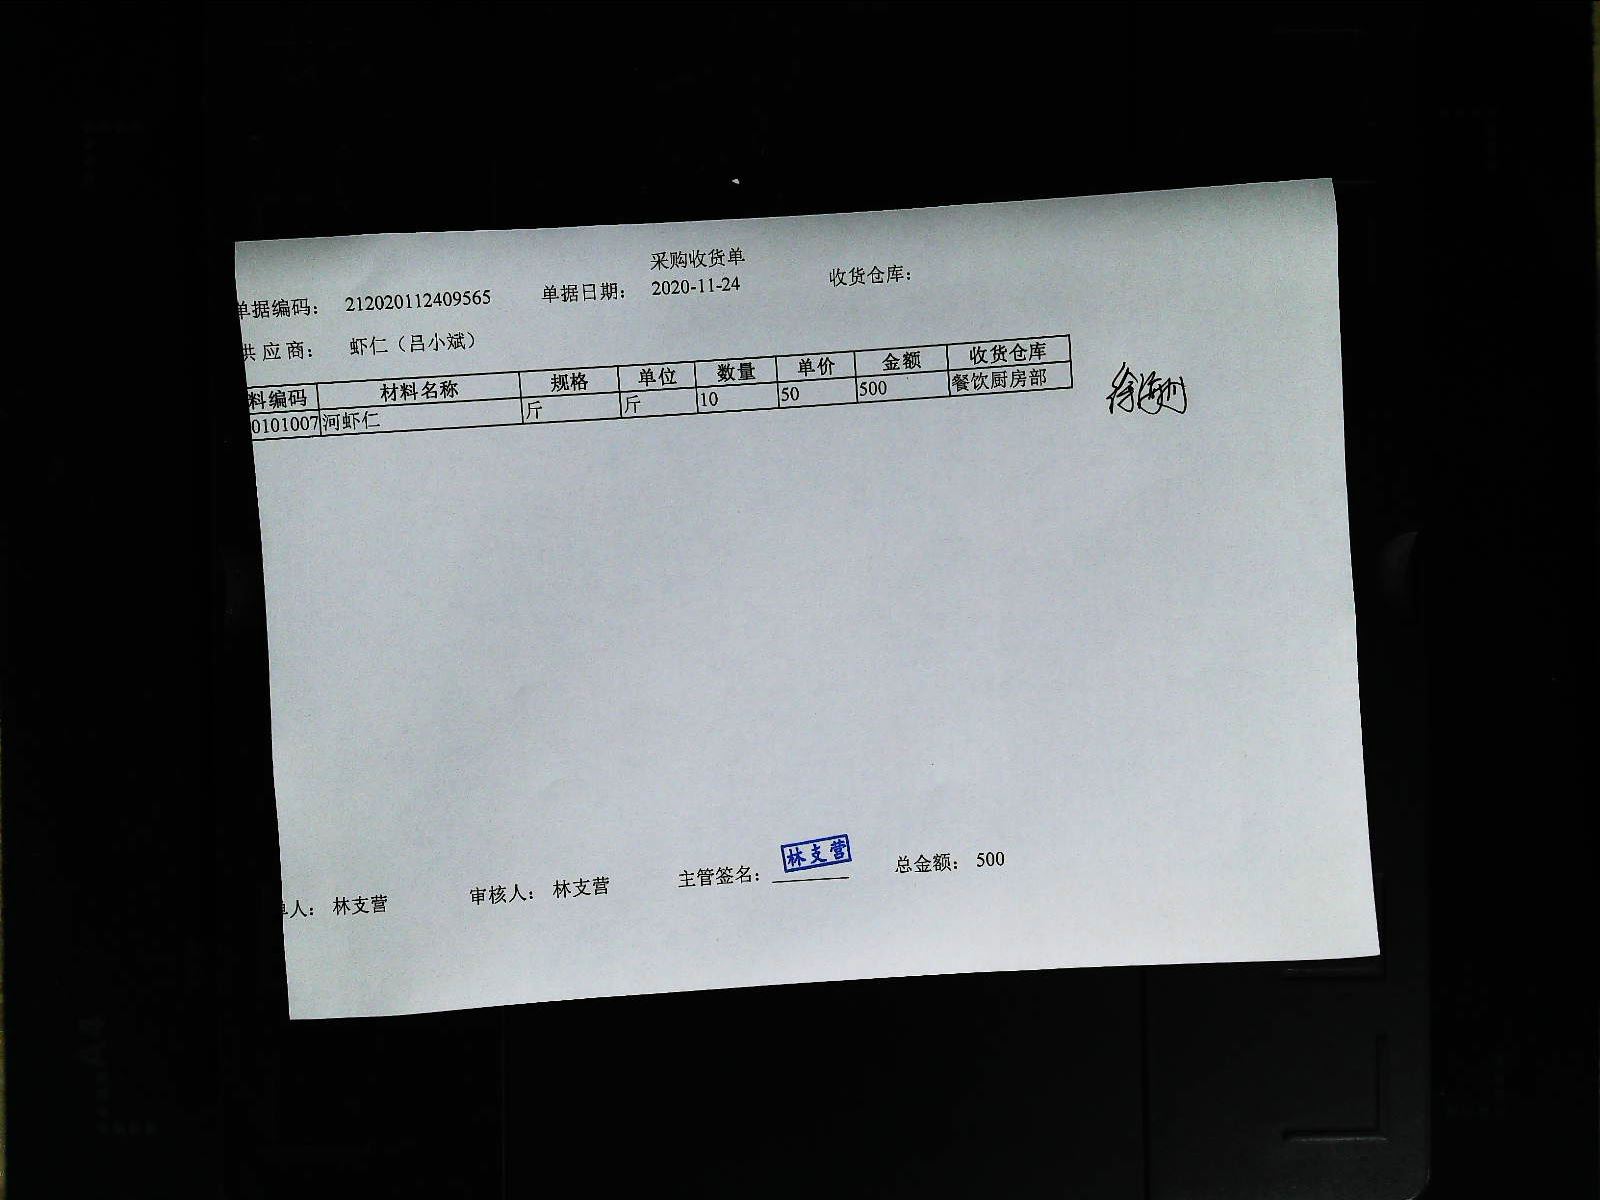 采购收货单
单据编码： 212020112409565 单据日期： 2020-11-24 收货仓库：
供应商： 虾仁（吕小斌）
料编码 材料名称 规格 单位 数量 单价 金额 收货仓库
0101007 河虾仁 斤 斤 10 50 500 餐饮厨房部
单人： 林支营 审核人： 林支营 主管签名： 林支营 总金额： 500